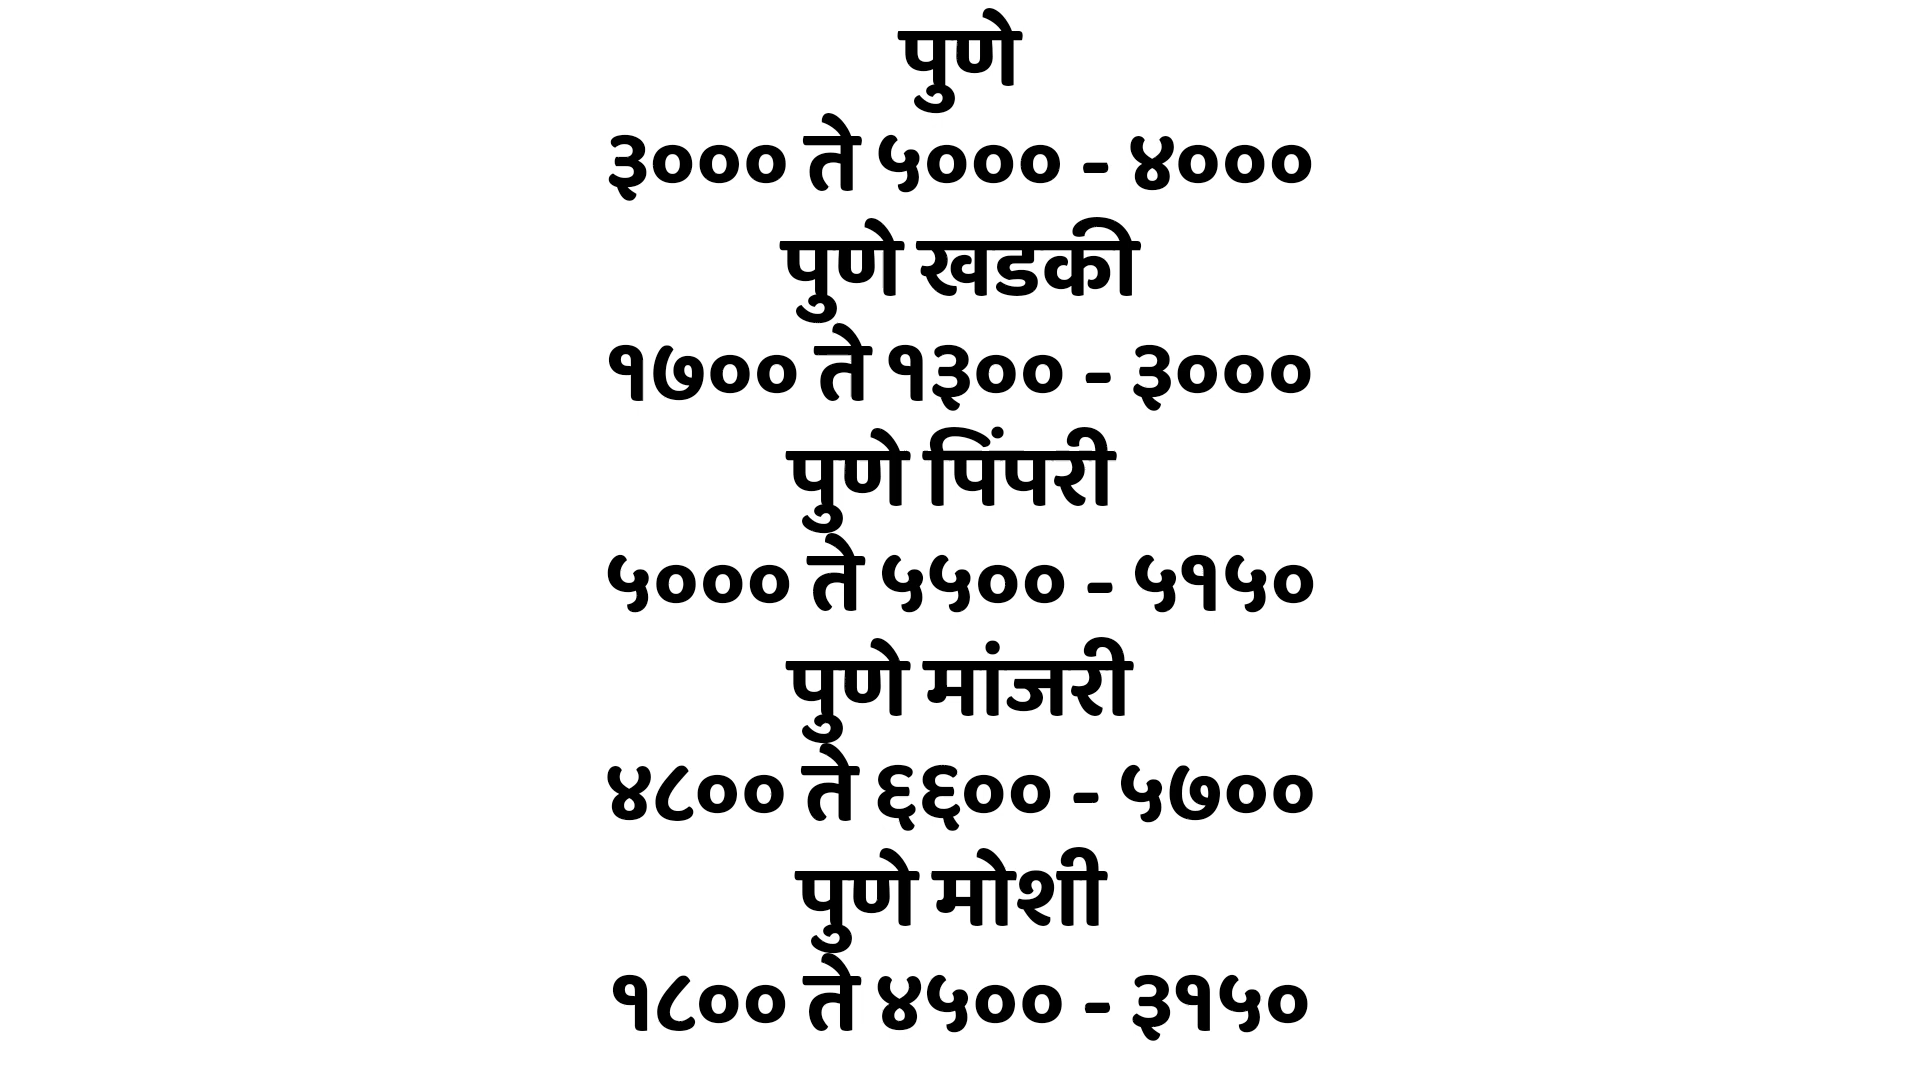 पुणे
३००० ते ५००० - ४०००
पुणे खडकी
१७०० ते १३०० - ३०००
पुणे पिंपरी
५००० ते ५५०० - ५१५०
पुणे मांजरी
४८०० ते ६६०० - ५७००
पुणे मोशी
१८०० ते ४५०० - ३१५०